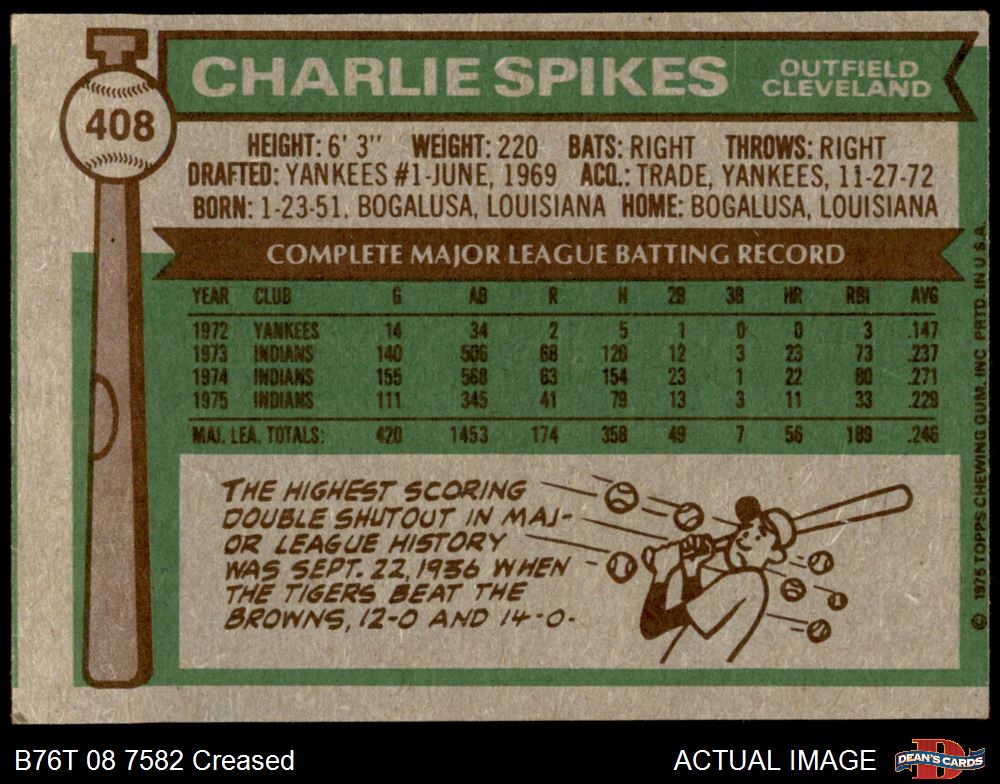 408
CHARLIE SPIKES
OUTFIELD
CLEVELAND
HEIGHT: 6' 3" WEIGHT: 220 BATS: RIGHT THROWS: RIGHT
DRAFTED: YANKEES #1-JUNE, 1969 ACQ.: TRADE, YANKEES, 11-27-72
BORN: 1-23-51, BOGALUSA, LOUISIANA HOME: BOGALUSA, LOUISIANA
COMPLETE MAJOR LEAGUE BATTING RECORD
YEAR CLUB G AB R H 2B 3B HR RBI AVG
1972 YANKEES 14 34 2 5 1 0 0 3 .147
1973 INDIANS 140 506 68 120 12 3 23 73 .237
1974 INDIANS 155 568 63 154 23 1 22 80 .271
1975 INDIANS 111 345 41 79 13 3 11 33 .229
MAJ. LEA. TOTALS: 420 1453 174 358 49 7 56 189 .246
THE HIGHEST SCORING
DOUBLE SHUTOUT IN MAJ-
OR LEAGUE HISTORY
WAS SEPT. 22, 1936 WHEN
THE TIGERS BEAT THE
BROWNS, 12-0 AND 14-0.
© 1976 TOPPS CHEWING GUM, INC. PRTD. IN U.S.A.
B76T 08 7582 Creased
ACTUAL IMAGE
DEAN'S CARDS